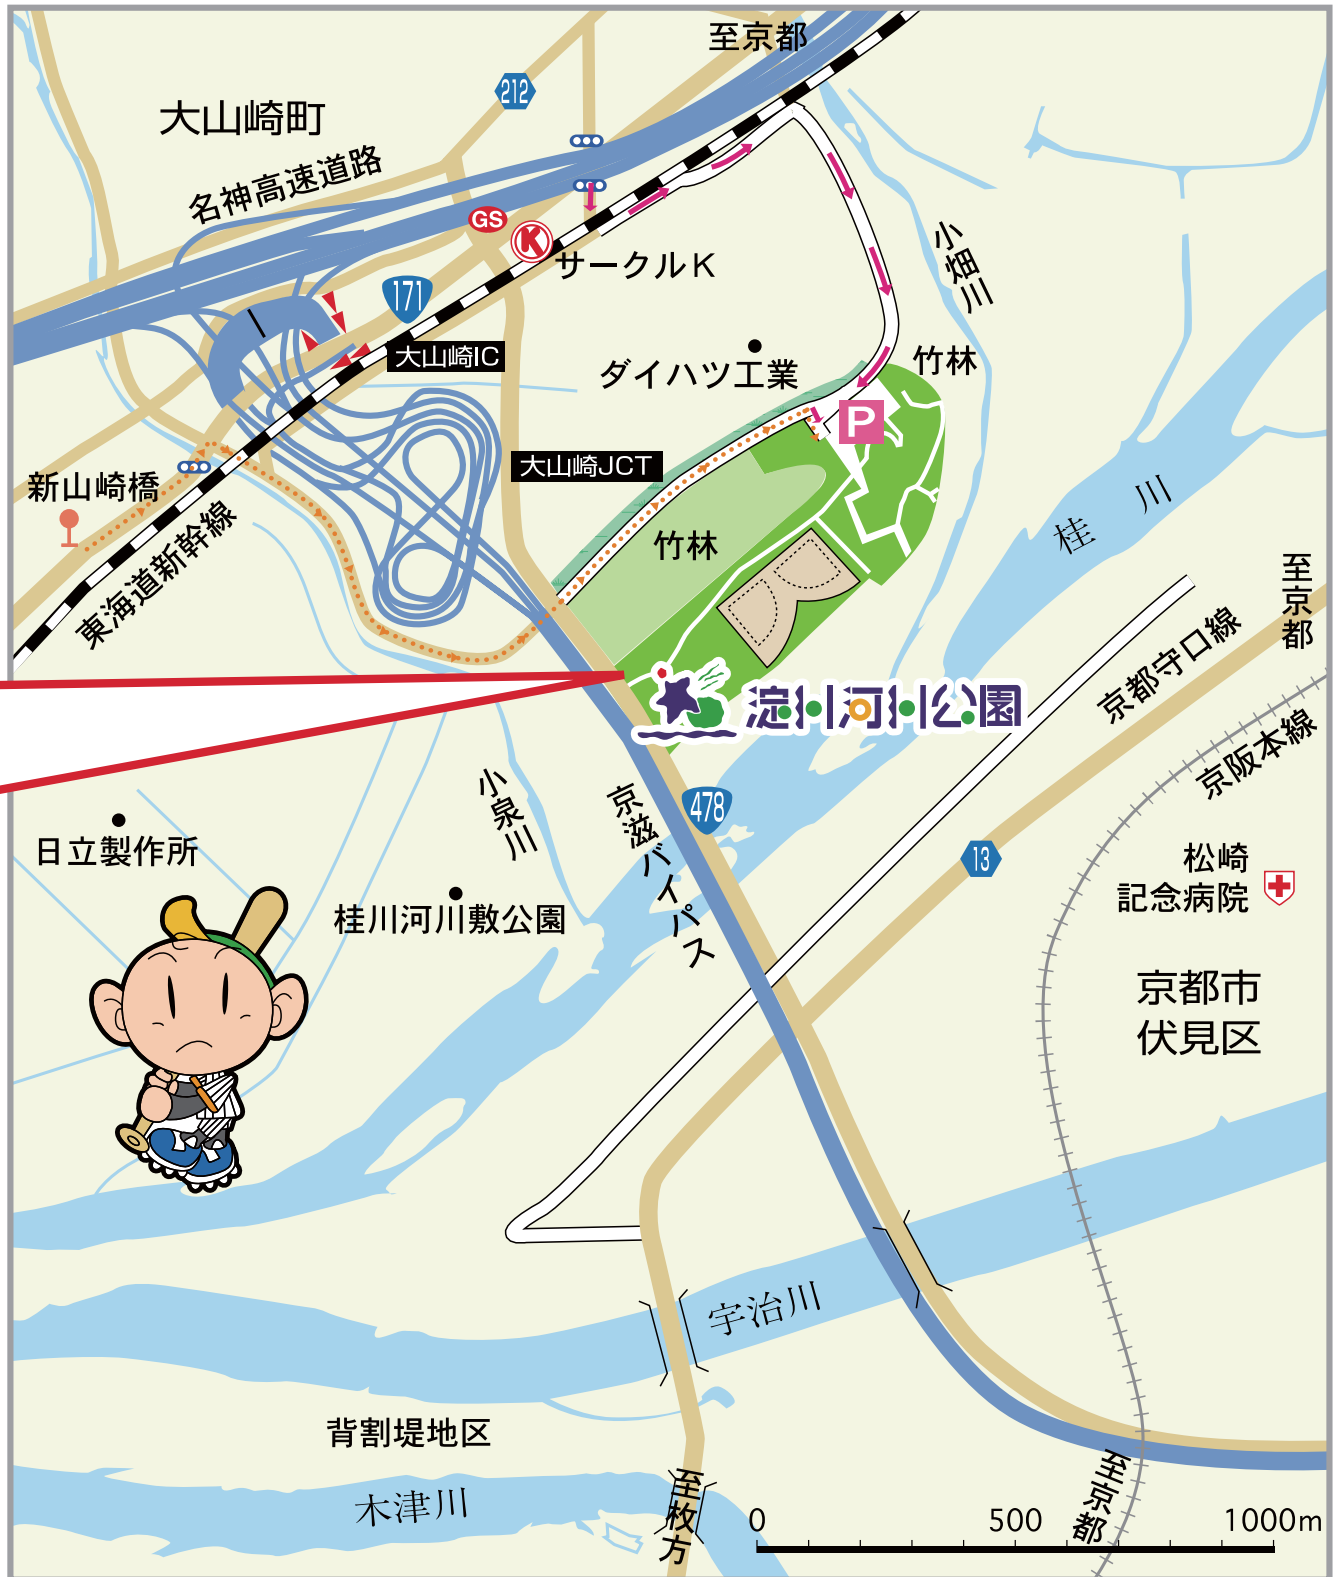 至京都
212
大山崎町
名神高速道路
GS
K
サークルK
171
小畑川
大山崎IC
ダイハツ工業
竹林
P
大山崎JCT
新山崎橋
東海道新幹線
竹林
桂川
至京都
京都守口線
淀川河川公園
京阪本線
小泉川
京滋バイパス
478
日立製作所
13
松崎
記念病院
桂川河川敷公園
京都市
伏見区
宇治川
背割堤地区
木津川
至枚方
至京都
0 500 1000m